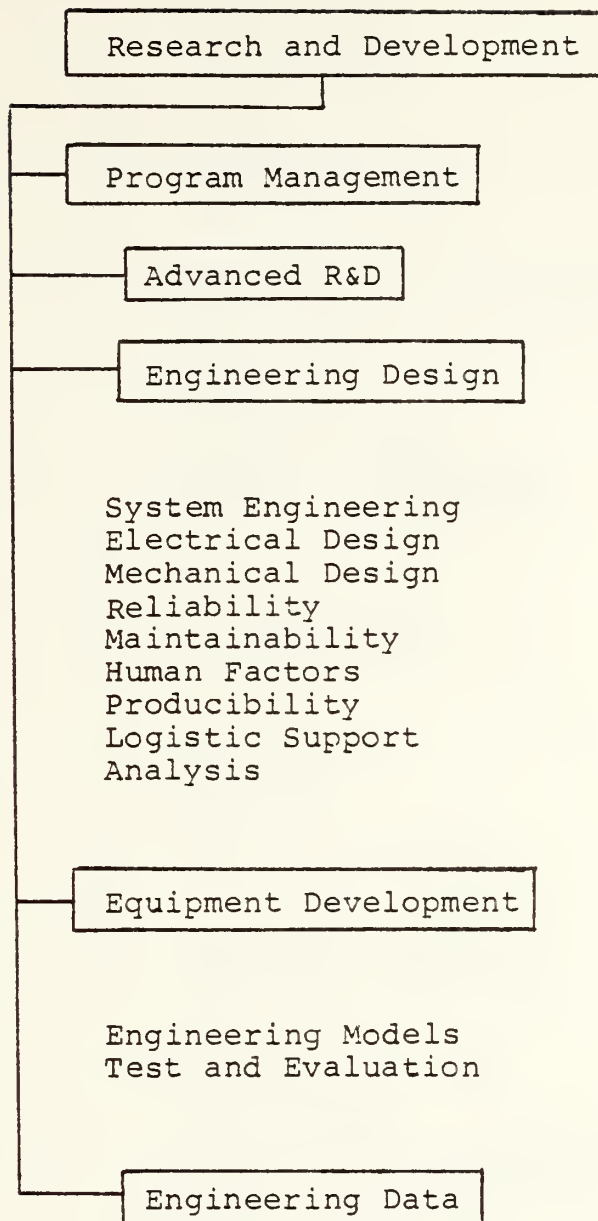 Research and Development
Program Management
Advanced R&D
Engineering Design
System Engineering
Electrical Design
Mechanical Design
Reliability
Maintainability
Human Factors
Producibility
Logistic Support
Analysis
Equipment Development
Engineering Models
Test and Evaluation
Engineering Data